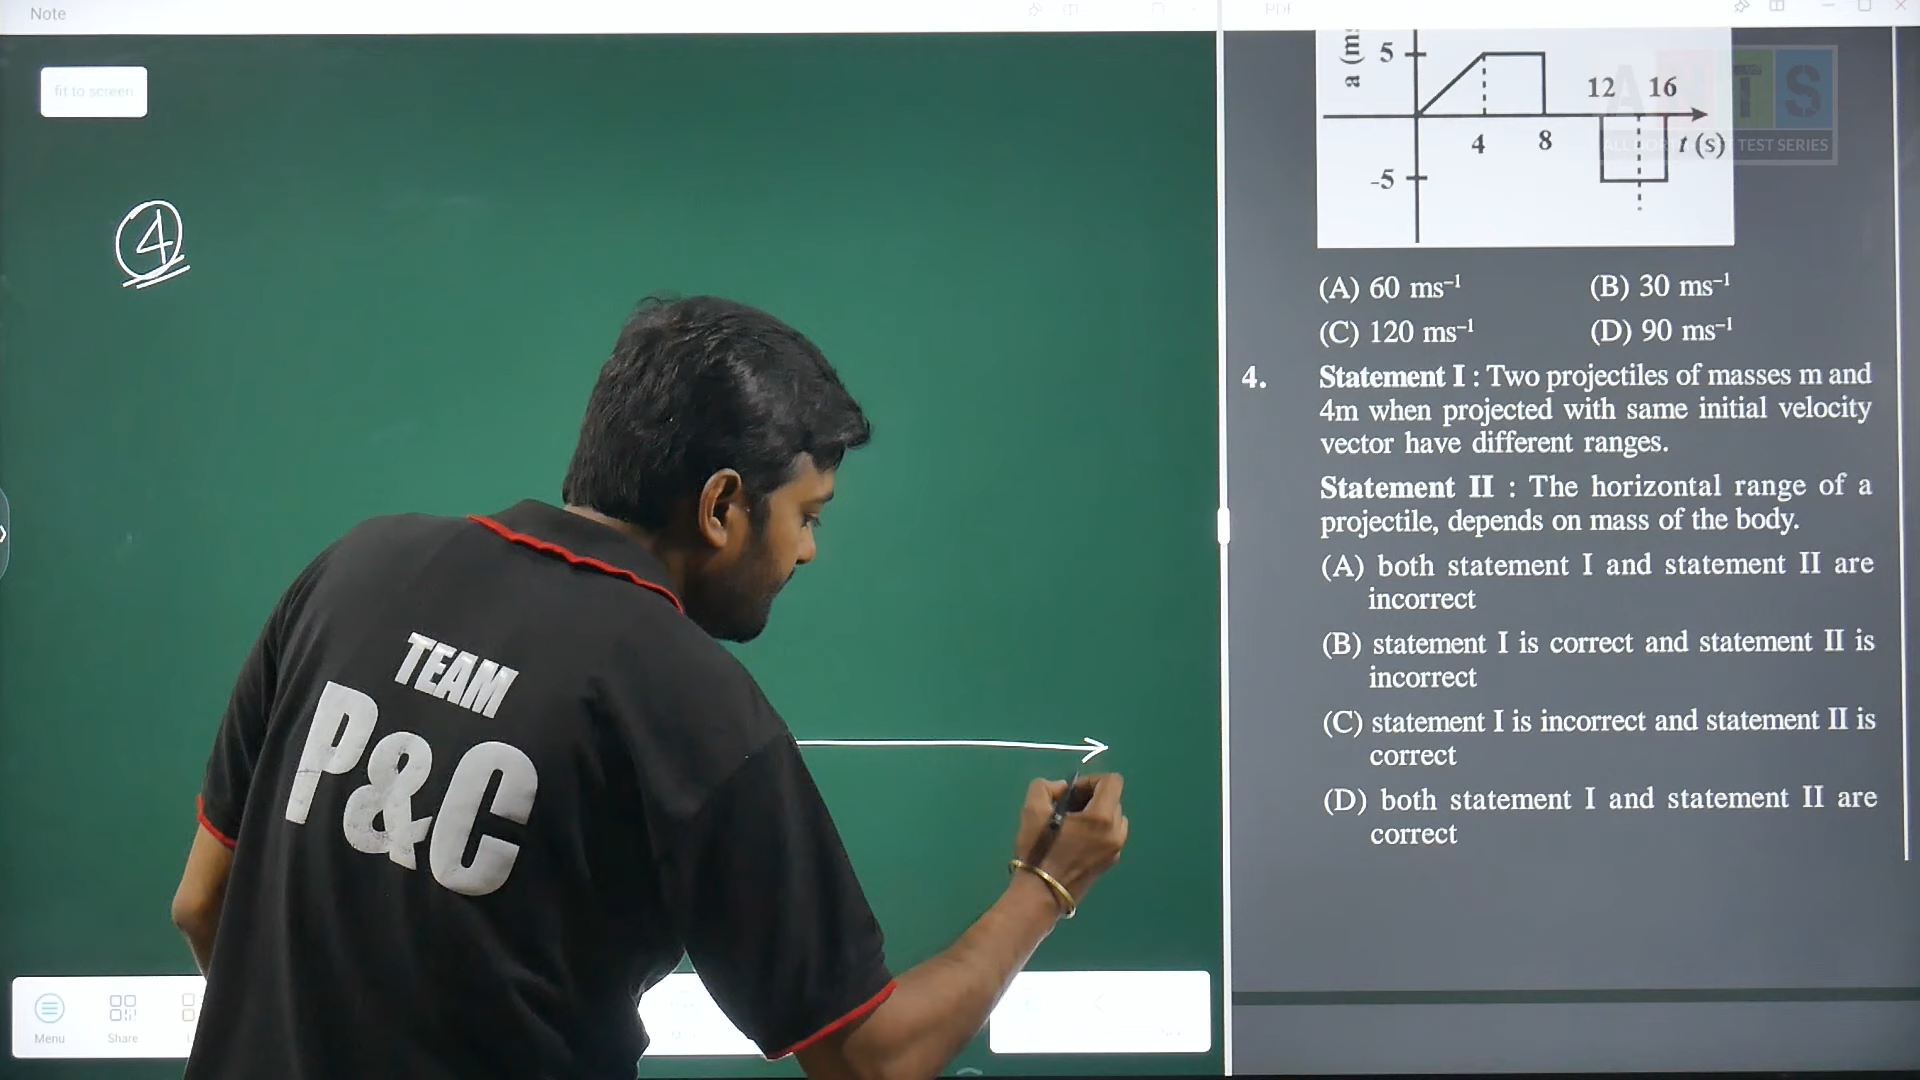 Note
PDF
fit to screen
④
a (ms
5
12 16
4 8 t (s)
-5
ANTS
TEST SERIES
(A) 60 ms⁻¹ (B) 30 ms⁻¹
(C) 120 ms⁻¹ (D) 90 ms⁻¹
4. Statement I : Two projectiles of masses m and
4m when projected with same initial velocity
vector have different ranges.
Statement II : The horizontal range of a
projectile, depends on mass of the body.
(A) both statement I and statement II are
incorrect
(B) statement I is correct and statement II is
incorrect
(C) statement I is incorrect and statement II is
correct
(D) both statement I and statement II are
correct
TEAM
P&C
Menu Share